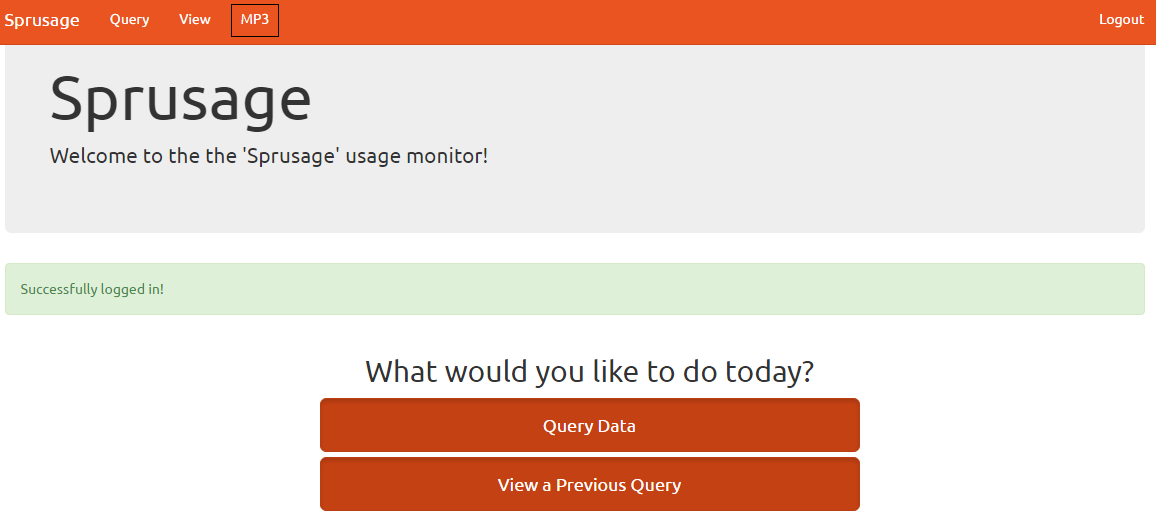 Sprusage Query View MP3 Logout
Sprusage
Welcome to the the 'Sprusage' usage monitor!
Successfully logged in!
What would you like to do today?
Query Data
View a Previous Query